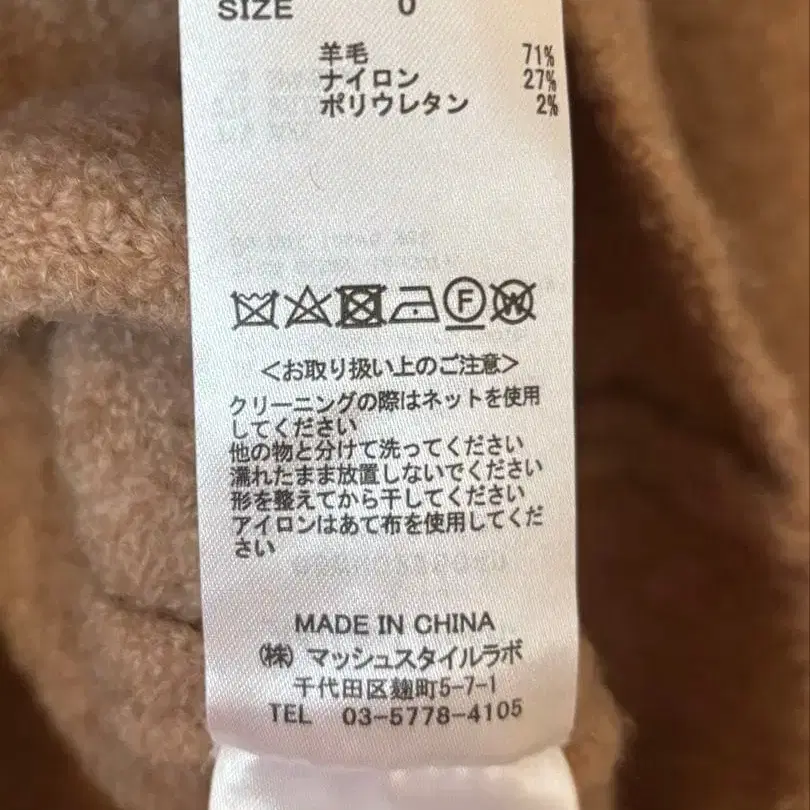 SIZE 0
羊毛 71%
ナイロン 27%
ポリウレタン 2%
F W
<お取り扱い上のご注意>
クリーニングの際はネットを使用
してください
他の物と分けて洗ってください
濡れたまま放置しないでください
形を整えてから干してください
アイロンはあて布を使用してくだ
さい
MADE IN CHINA
(株) マッシュスタイルラボ
千代田区麹町5-7-1
TEL 03-5778-4105